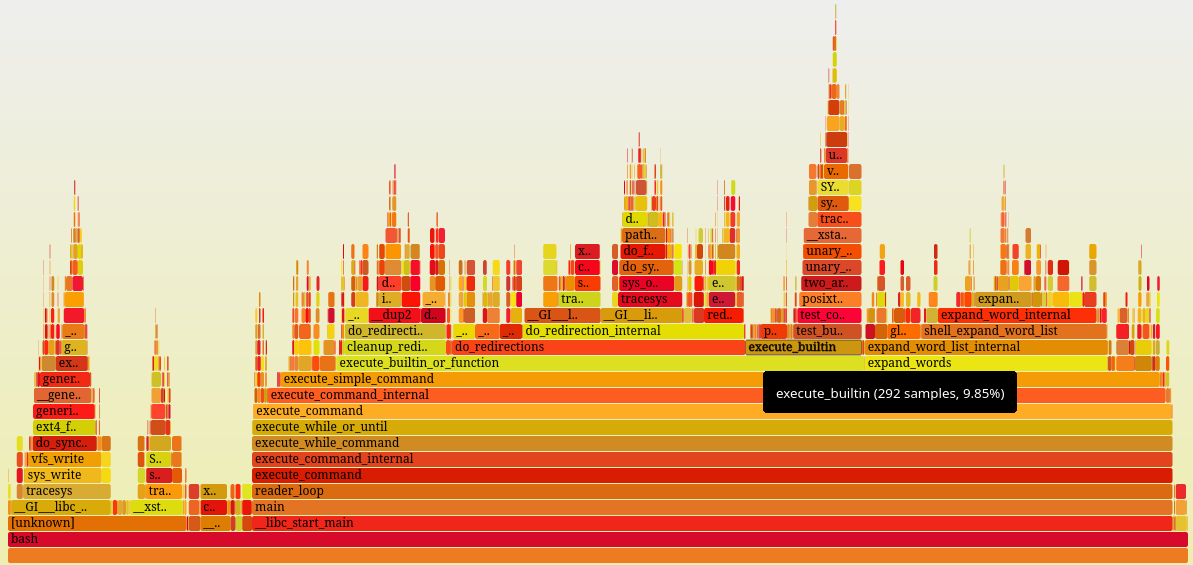 u..
v..
SY..
sy..
d.. trac..
path.. __xsta..
x.. do_f.. unary_..
c.. do_sy.. unary_..
d.. s.. sys_o.. e.. two_ar..
i.. _.. tra.. tracesys e.. posixt.. expan..
_.. __dup2 d.. __GI___l.. __GI___li.. red.. test_co.. expand_word_internal
_.. do_redirecti.. _.. _.. _.. do_redirection_internal p.. test_bu.. gl.. shell_expand_word_list
g.. cleanup_redi.. do_redirections execute_builtin expand_word_list_internal
ex.. execute_builtin_or_function expand_words
gener.. execute_simple_command
__gene.. execute_command_internal execute_builtin (292 samples, 9.85%)
generi.. execute_command
ext4_f.. execute_while_or_until
do_sync.. execute_while_command
vfs_write S.. execute_command_internal
sys_write s.. execute_command
tracesys tra.. x.. reader_loop
__GI___libc_.. __xst.. c.. main
[unknown] __.. __libc_start_main
bash